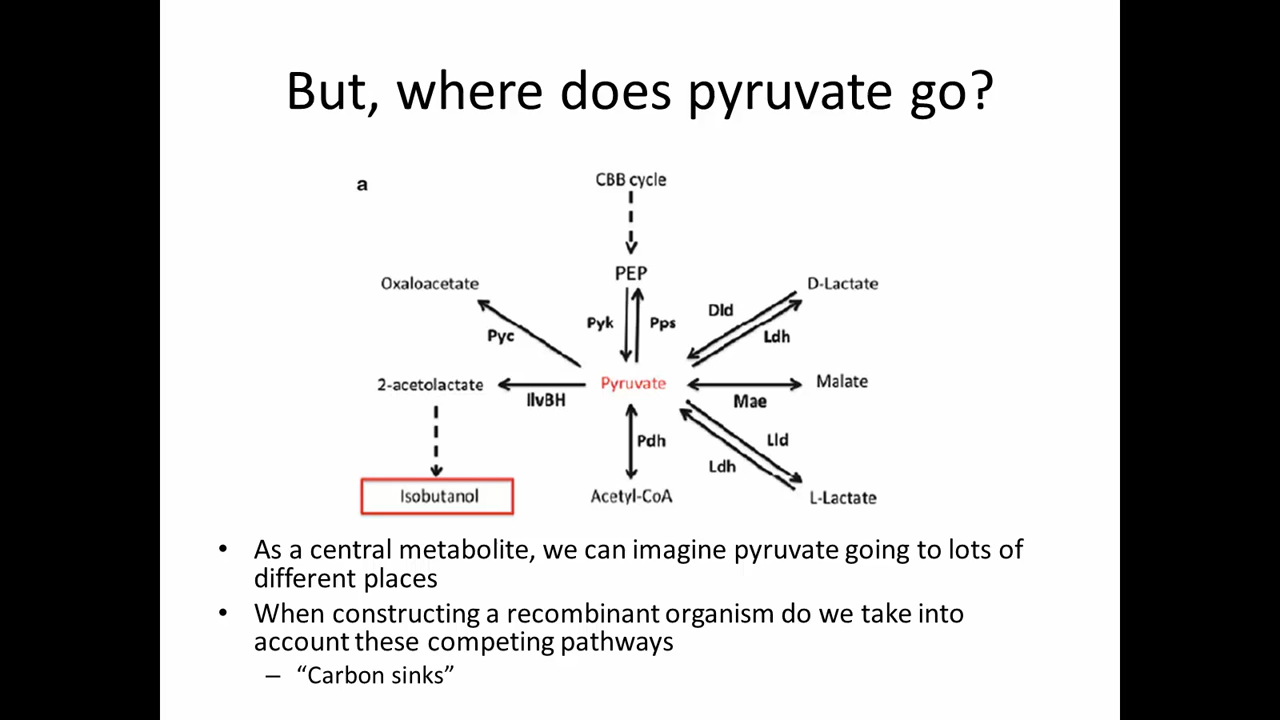 But, where does pyruvate go?
a
CBB cycle
PEP
Oxaloacetate
D-Lactate
Dld
Pyk
Pps
Pyc
Ldh
2-acetolactate
Pyruvate
Malate
IlvBH
Mae
Pdh
Lld
Ldh
Isobutanol
Acetyl-CoA
L-Lactate
• As a central metabolite, we can imagine pyruvate going to lots of
different places
• When constructing a recombinant organism do we take into
account these competing pathways
– “Carbon sinks”